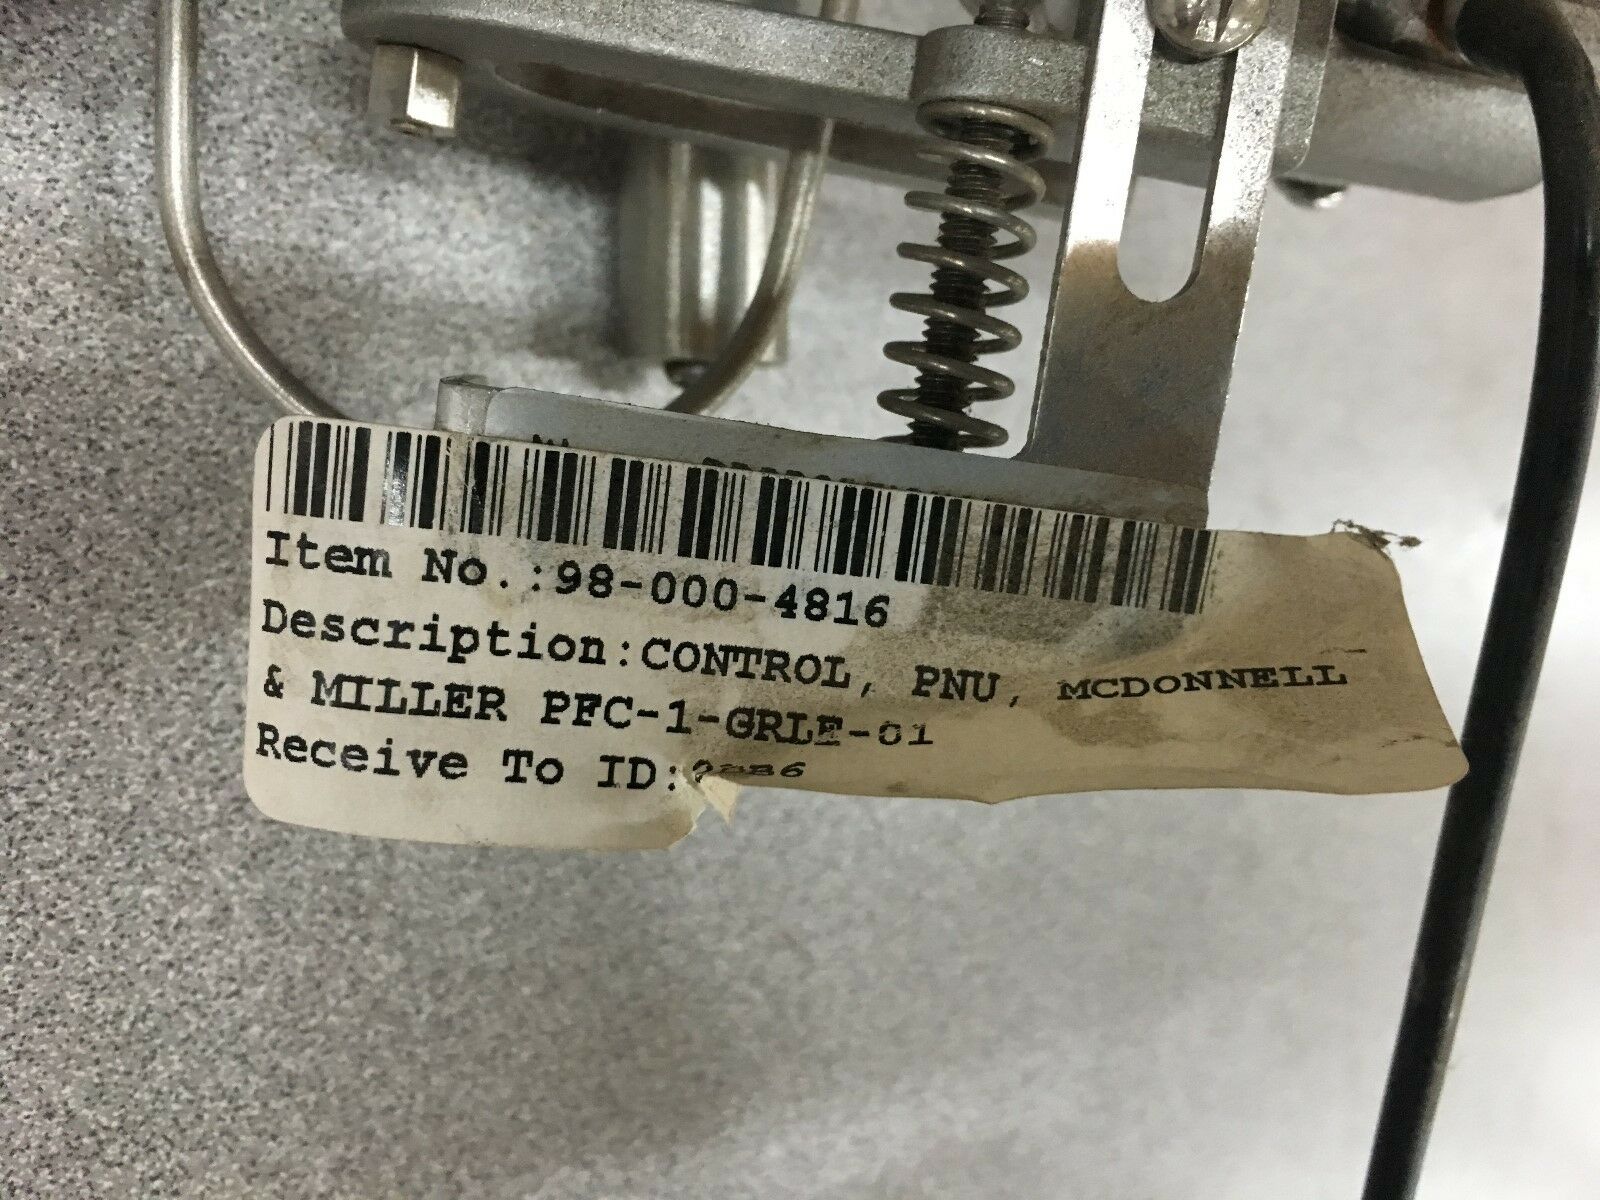 Item No.:98-000-4816
Description:CONTROL, PNU, MCDONNELL
& MILLER PFC-1-GRLE-01
Receive To ID: